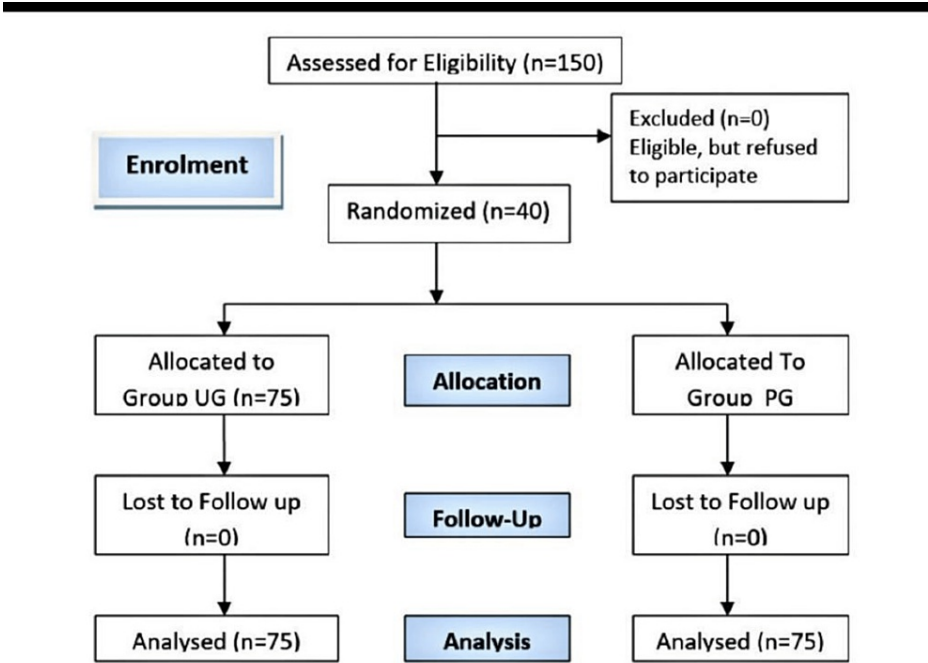 Assessed for Eligibility (n=150)
Excluded (n=0)
Eligible, but refused
to participate
Enrolment
Randomized (n=40)
Allocated to
Group UG (n=75)
Allocation
Allocated To
Group PG
Lost to Follow up
(n=0)
Follow-Up
Lost to Follow up
(n=0)
Analysed (n=75)
Analysis
Analysed (n=75)